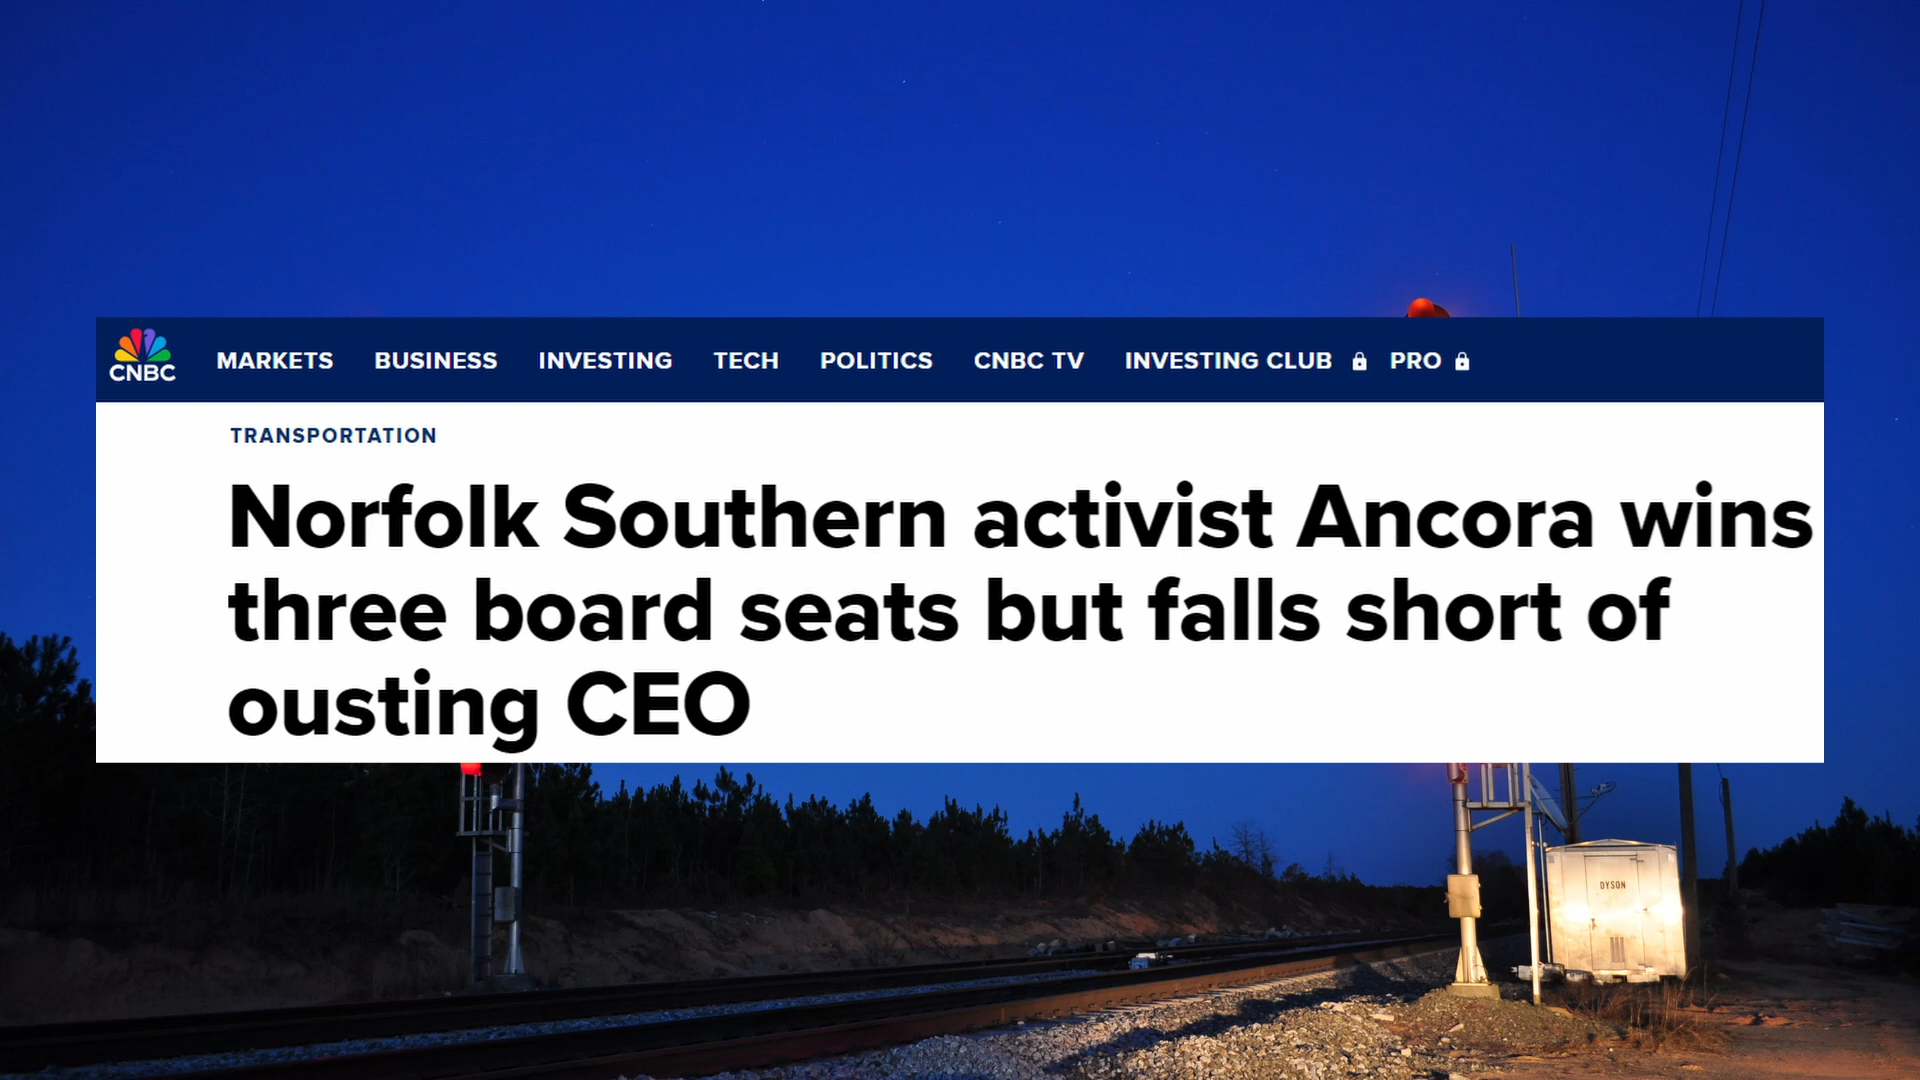 CNBC MARKETS BUSINESS INVESTING TECH POLITICS CNBC TV INVESTING CLUB PRO
TRANSPORTATION
Norfolk Southern activist Ancora wins
three board seats but falls short of
ousting CEO
DYSON